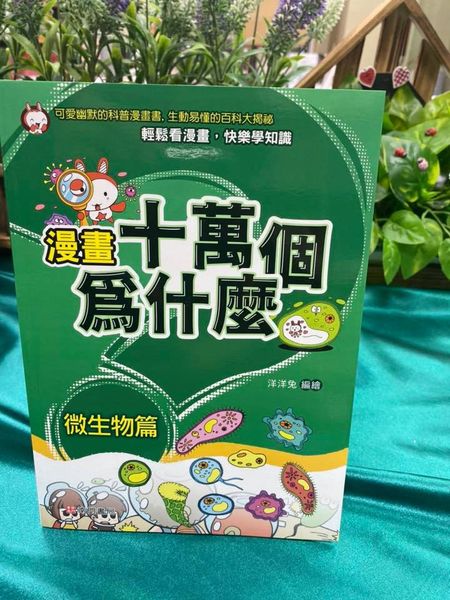 可愛幽默的科普漫畫書,生動易懂的百科大揭祕
輕鬆看漫畫,快樂學知識
漫畫 十萬個
為什麼
洋洋兔 編繪
微生物篇